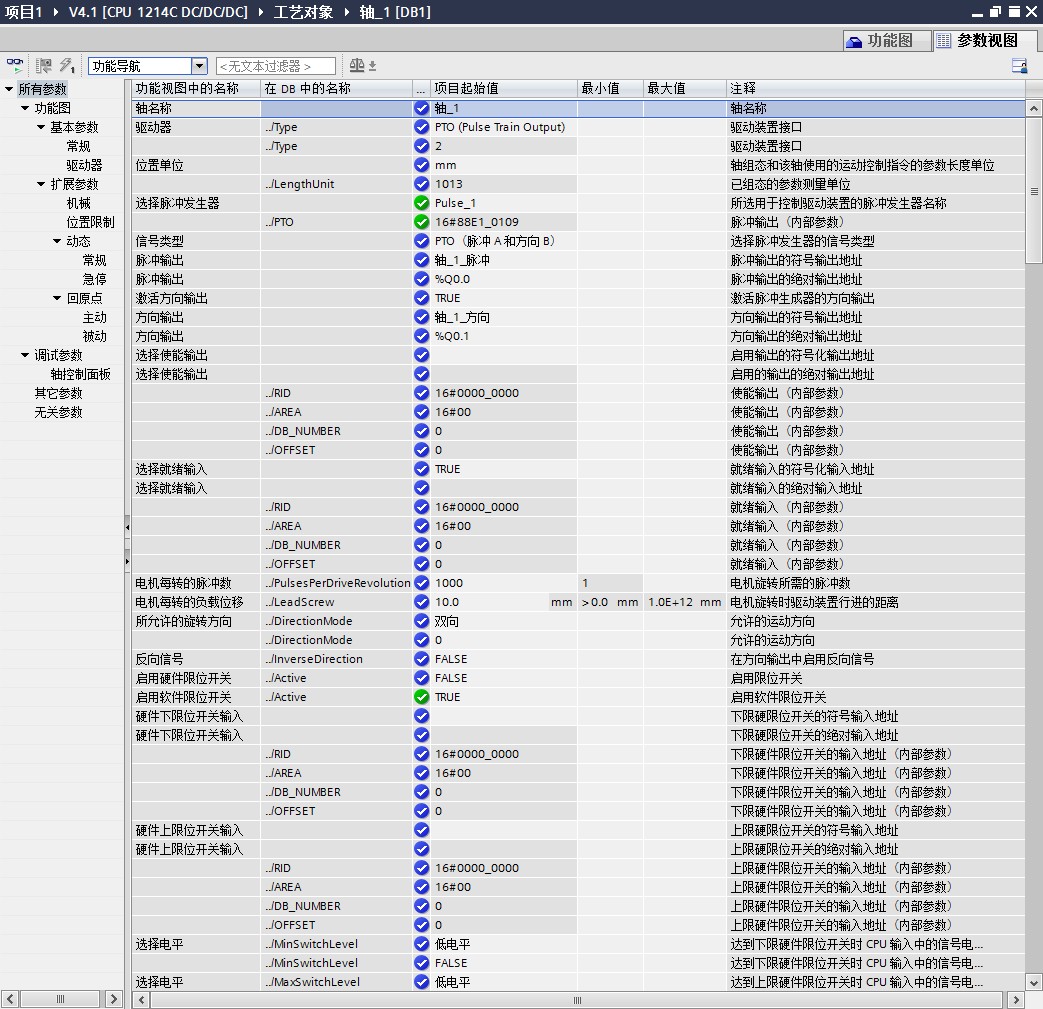 项目1 ▸ V4.1 [CPU 1214C DC/DC/DC] ▸ 工艺对象 ▸ 轴_1 [DB1]
功能图 参数视图
功能导航 <无文本过滤器>
功能视图中的名称 在 DB 中的名称 ... 项目起始值 最小值 最大值 注释
所有参数
功能图
基本参数
常规
驱动器
扩展参数
机械
位置限制
动态
常规
急停
回原点
主动
被动
调试参数
轴控制面板
其它参数
无关参数
轴名称 轴_1 轴名称
驱动器 ../Type PTO (Pulse Train Output) 驱动装置接口
../Type 2 驱动装置接口
位置单位 mm 轴组态和该轴使用的运动控制指令的参数长度单位
../LengthUnit 1013 已组态的参数测量单位
选择脉冲发生器 Pulse_1 所选用于控制驱动装置的脉冲发生器名称
../PTO 16#88E1_0109 脉冲输出（内部参数）
信号类型 PTO（脉冲 A 和方向 B） 选择脉冲发生器的信号类型
脉冲输出 轴_1_脉冲 脉冲输出的符号输出地址
脉冲输出 %Q0.0 脉冲输出的绝对输出地址
激活方向输出 TRUE 激活脉冲生成器的方向输出
方向输出 轴_1_方向 方向输出的符号输出地址
方向输出 %Q0.1 方向输出的绝对输出地址
选择使能输出 启用输出的符号化输出地址
选择使能输出 启用的输出的绝对输出地址
../RID 16#0000_0000 使能输出（内部参数）
../AREA 16#00 使能输出（内部参数）
../DB_NUMBER 0 使能输出（内部参数）
../OFFSET 0 使能输出（内部参数）
选择就绪输入 TRUE 就绪输入的符号化输入地址
选择就绪输入 就绪输入的绝对输入地址
../RID 16#0000_0000 就绪输入（内部参数）
../AREA 16#00 就绪输入（内部参数）
../DB_NUMBER 0 就绪输入（内部参数）
../OFFSET 0 就绪输入（内部参数）
电机每转的脉冲数 ../PulsesPerDriveRevolution 1000 1 电机旋转所需的脉冲数
电机每转的负载位移 ../LeadScrew 10.0 mm >0.0 mm 1.0E+12 mm 电机旋转时驱动装置行进的距离
所允许的旋转方向 ../DirectionMode 双向 允许的运动方向
../DirectionMode 0 允许的运动方向
反向信号 ../InverseDirection FALSE 在方向输出中启用反向信号
启用硬件限位开关 ../Active FALSE 启用限位开关
启用软件限位开关 ../Active TRUE 启用软件限位开关
硬件下限位开关输入 下限硬限位开关的符号输入地址
硬件下限位开关输入 下限硬限位开关的绝对输入地址
../RID 16#0000_0000 下限硬件限位开关的输入地址（内部参数）
../AREA 16#00 下限硬件限位开关的输入地址（内部参数）
../DB_NUMBER 0 下限硬件限位开关的输入地址（内部参数）
../OFFSET 0 下限硬件限位开关的输入地址（内部参数）
硬件上限位开关输入 上限硬限位开关的符号输入地址
硬件上限位开关输入 上限硬限位开关的绝对输入地址
../RID 16#0000_0000 上限硬件限位开关的输入地址（内部参数）
../AREA 16#00 上限硬件限位开关的输入地址（内部参数）
../DB_NUMBER 0 上限硬件限位开关的输入地址（内部参数）
../OFFSET 0 上限硬件限位开关的输入地址（内部参数）
选择电平 ../MinSwitchLevel 低电平 达到下限硬件限位开关时 CPU 输入中的信号电...
../MinSwitchLevel FALSE 达到下限硬件限位开关时 CPU 输入中的信号电...
选择电平 ../MaxSwitchLevel 低电平 达到上限硬件限位开关时 CPU 输入中的信号电...